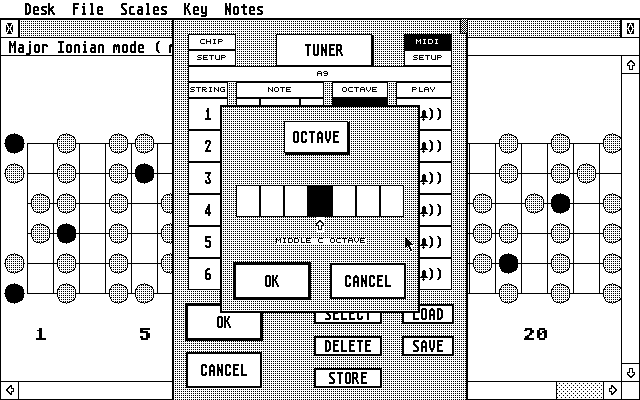 Desk File Scales Key Notes
Major Ionian mode (
CHIP
SETUP
TUNER
MIDI
SETUP
A9
STRING NOTE OCTAVE PLAY
1
2
3
4
5
6
OCTAVE
MIDDLE C OCTAVE
OK CANCEL
OK SELECT LOAD
DELETE SAVE
CANCEL STORE
1 5 20